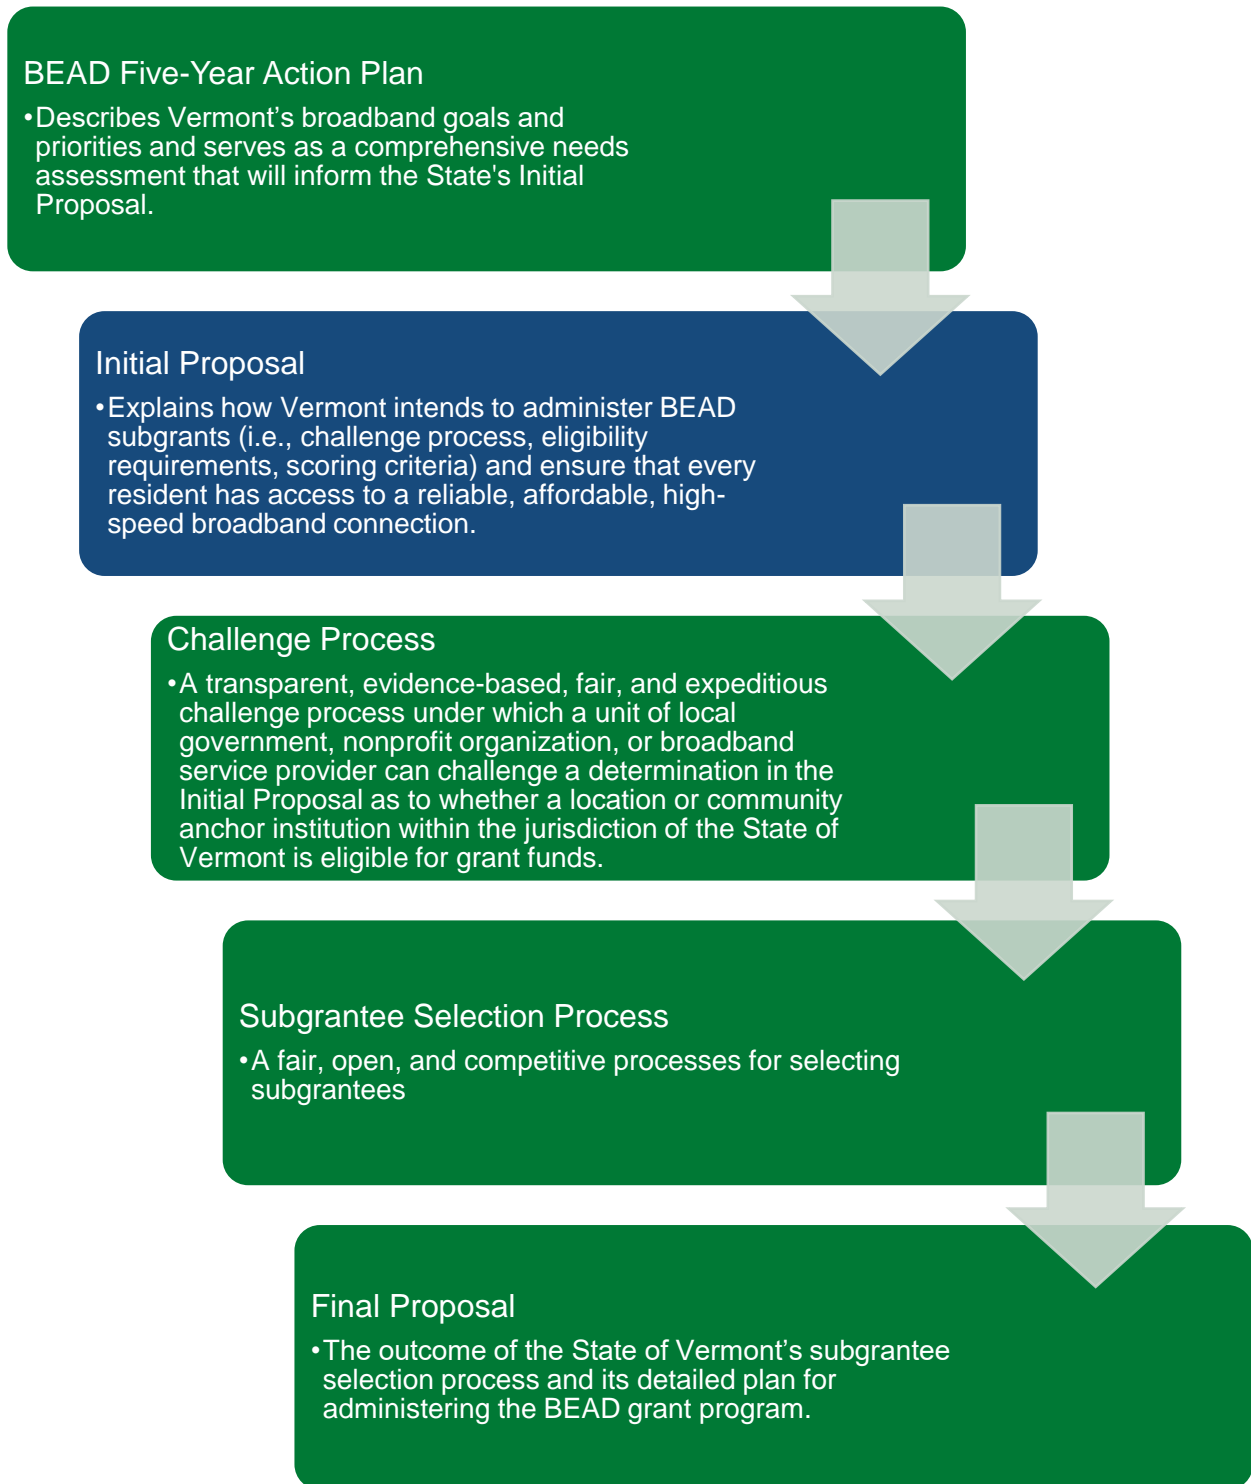 BEAD Five-Year Action Plan
•Describes Vermont’s broadband goals and
priorities and serves as a comprehensive needs
assessment that will inform the State's Initial
Proposal.
Initial Proposal
•Explains how Vermont intends to administer BEAD
subgrants (i.e., challenge process, eligibility
requirements, scoring criteria) and ensure that every
resident has access to a reliable, affordable, high-
speed broadband connection.
Challenge Process
•A transparent, evidence-based, fair, and expeditious
challenge process under which a unit of local
government, nonprofit organization, or broadband
service provider can challenge a determination in the
Initial Proposal as to whether a location or community
anchor institution within the jurisdiction of the State of
Vermont is eligible for grant funds.
Subgrantee Selection Process
•A fair, open, and competitive processes for selecting
subgrantees
Final Proposal
•The outcome of the State of Vermont’s subgrantee
selection process and its detailed plan for
administering the BEAD grant program.